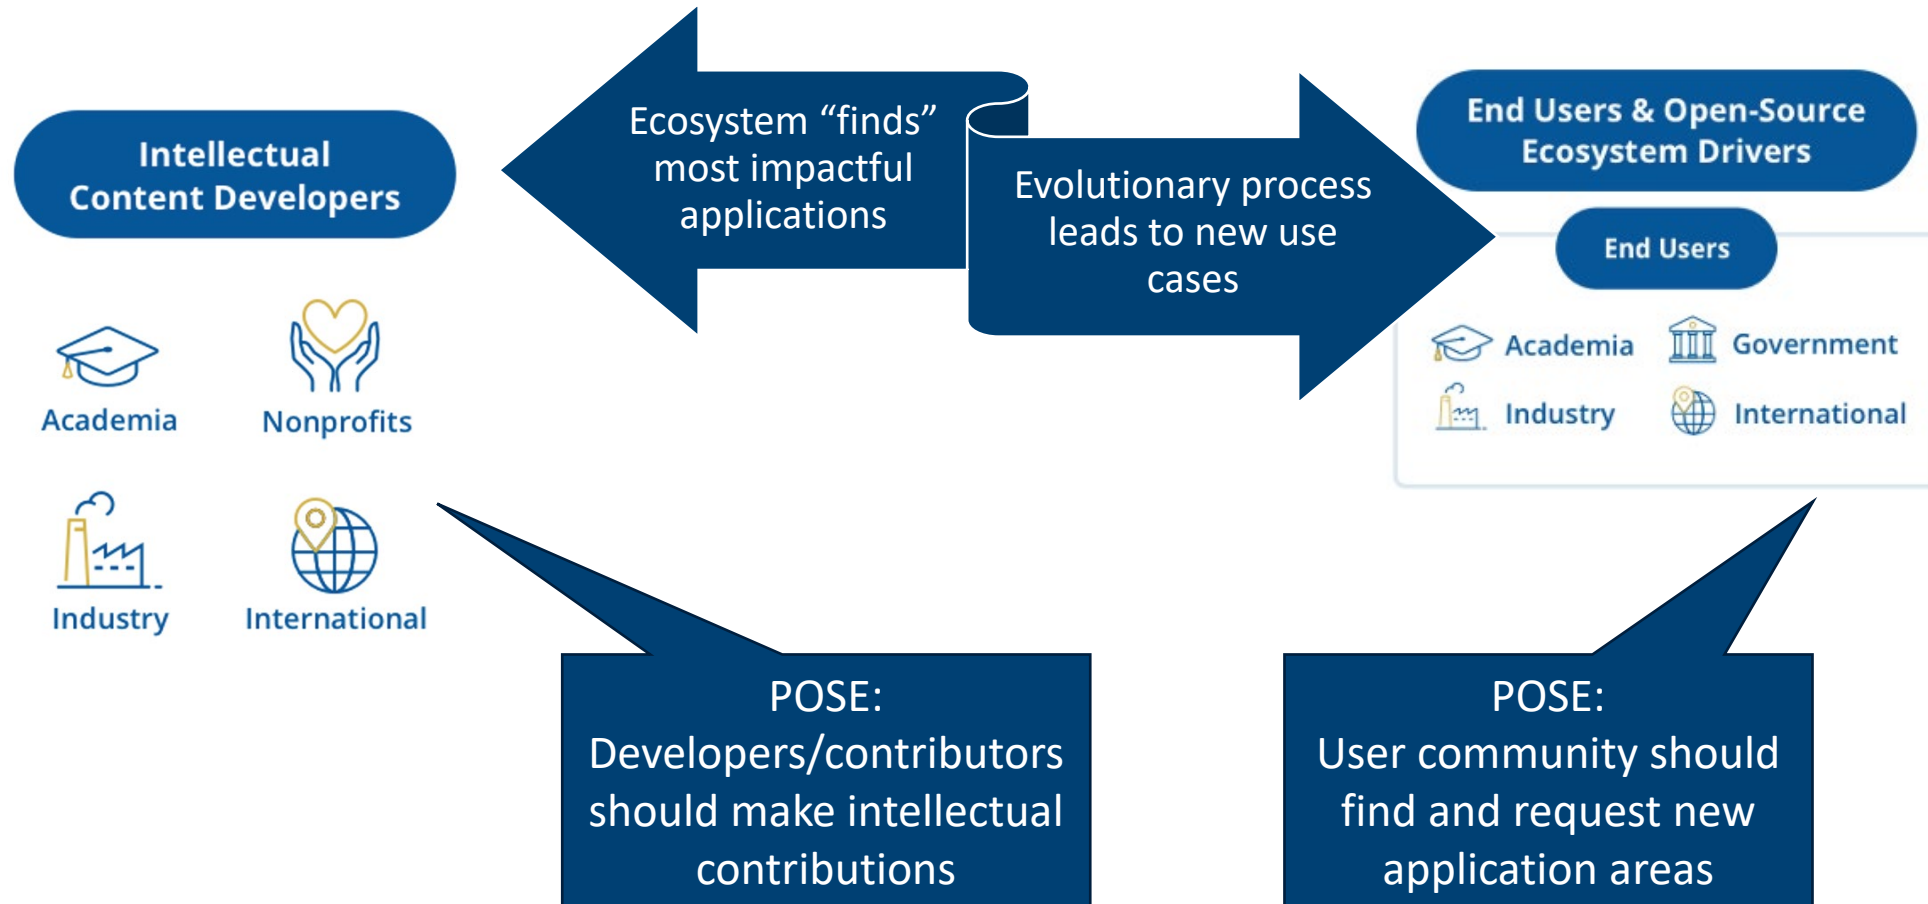 Intellectual
Content Developers
Academia
Nonprofits
Industry
International
Ecosystem “finds”
most impactful
applications
Evolutionary process
leads to new use
cases
End Users & Open-Source
Ecosystem Drivers
End Users
Academia
Government
Industry
International
POSE:
Developers/contributors
should make intellectual
contributions
POSE:
User community should
find and request new
application areas